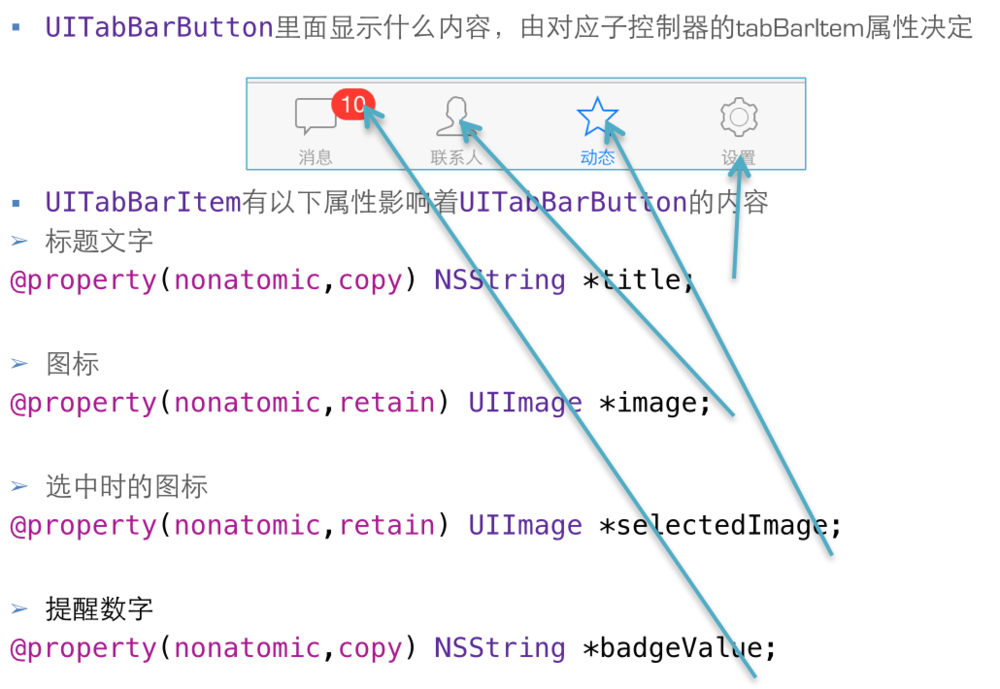 UITabBarButton里面显示什么内容，由对应子控制器的tabBarItem属性决定
10
消息 联系人 动态 设置
UITabBarItem有以下属性影响着UITabBarButton的内容
标题文字
@property(nonatomic,copy) NSString *title;
图标
@property(nonatomic,retain) UIImage *image;
选中时的图标
@property(nonatomic,retain) UIImage *selectedImage;
提醒数字
@property(nonatomic,copy) NSString *badgeValue;